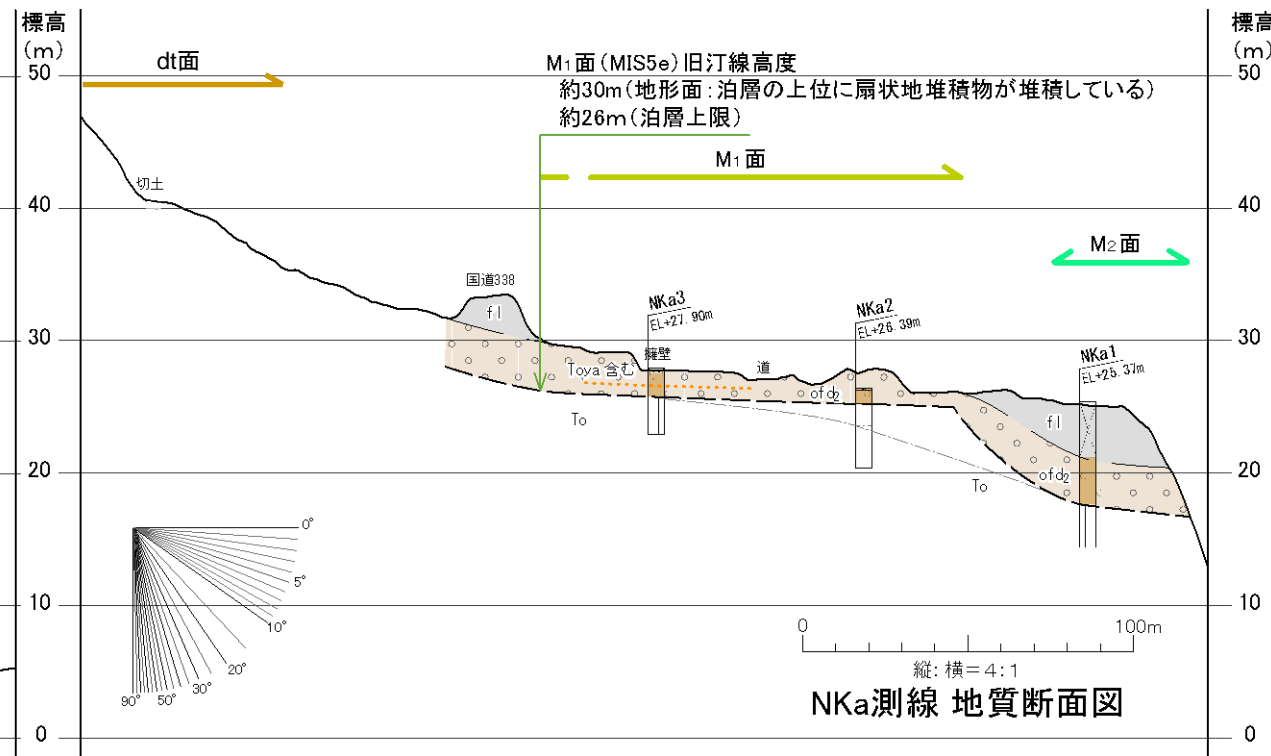 標高
(m)
標高
(m)
dt面
M1面(MIS5e)旧汀線高度
約30m(地形面:泊層の上位に扇状地堆積物が堆積している)
約26m(泊層上限)
50
50
M1面
切土
40
40
M2面
国道338
fl
NKa3
EL+27.90m
NKa2
EL+26.39m
30
30
擁壁
道
NKa1
EL+25.37m
Toya 含む
ofd2
To
fl
20
20
ofd2
To
0°
5°
10°
20°
30°
50°
90°
10
10
0
100m
縦:横=4:1
NKa測線 地質断面図
0
0